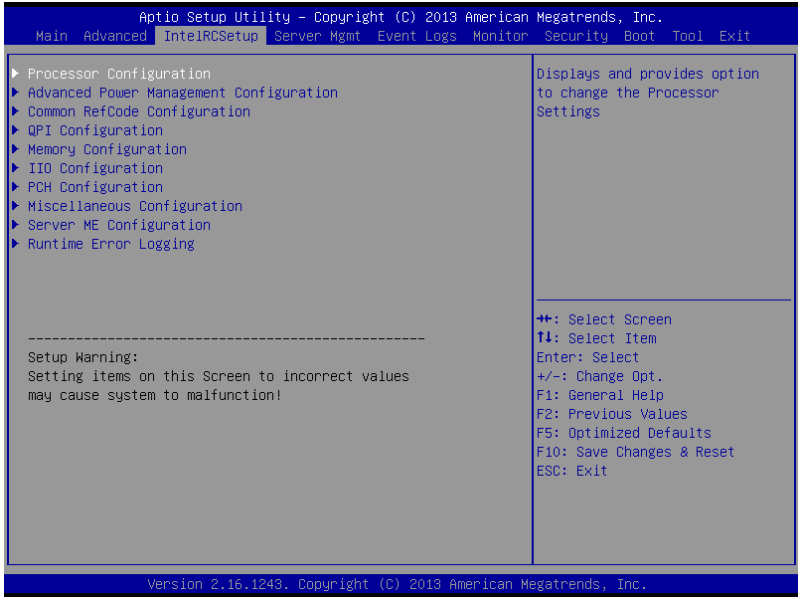 Aptio Setup Utility – Copyright (C) 2013 American Megatrends, Inc.
Main Advanced IntelRCSetup Server Mgmt Event Logs Monitor Security Boot Tool Exit
Processor Configuration
Advanced Power Management Configuration
Common RefCode Configuration
QPI Configuration
Memory Configuration
IIO Configuration
PCH Configuration
Miscellaneous Configuration
Server ME Configuration
Runtime Error Logging
--------------------------------------------------
Setup Warning:
Setting items on this Screen to incorrect values
may cause system to malfunction!
Displays and provides option
to change the Processor
Settings
→←: Select Screen
↑↓: Select Item
Enter: Select
+/-: Change Opt.
F1: General Help
F2: Previous Values
F5: Optimized Defaults
F10: Save Changes & Reset
ESC: Exit
Version 2.16.1243. Copyright (C) 2013 American Megatrends, Inc.